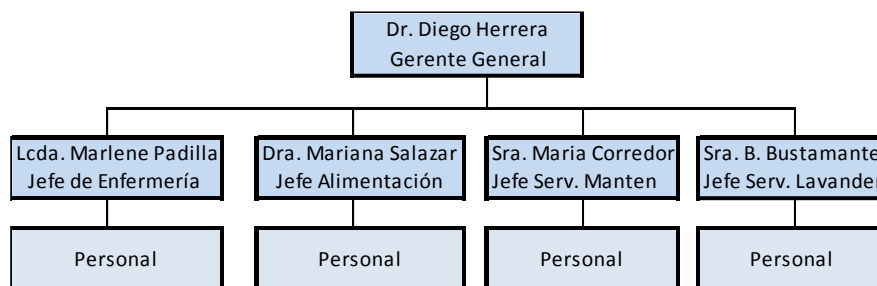 Dr. Diego Herrera
Gerente General
Lcda. Marlene Padilla
Jefe de Enfermería
Dra. Mariana Salazar
Jefe Alimentación
Sra. Maria Corredor
Jefe Serv. Manten
Sra. B. Bustamante
Jefe Serv. Lavander
Personal
Personal
Personal
Personal